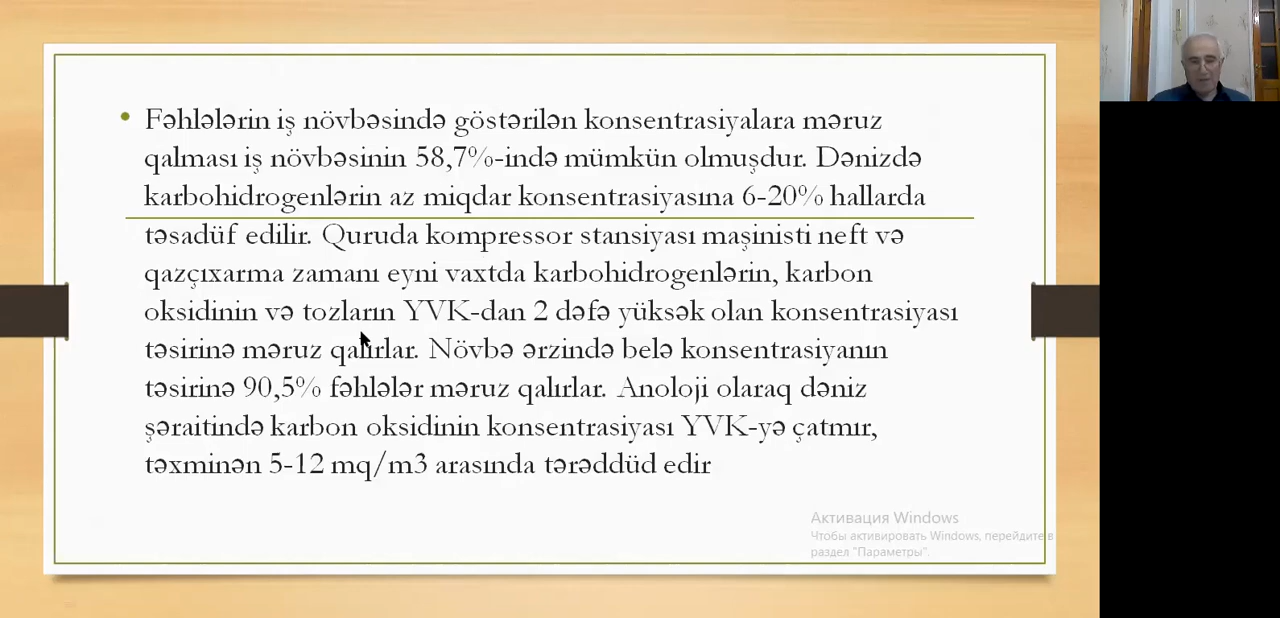 • Fəhlələrin iş növbəsində göstərilən konsentrasiyalara məruz
qalması iş növbəsinin 58,7%-ində mümkün olmuşdur. Dənizdə
karbohidrogenlərin az miqdar konsentrasiyasına 6-20% hallarda
təsadüf edilir. Quruda kompressor stansiyası maşinisti neft və
qazçıxarma zamanı eyni vaxtda karbohidrogenlərin, karbon
oksidinin və tozların YVK-dan 2 dəfə yüksək olan konsentrasiyası
təsirinə məruz qalırlar. Növbə ərzində belə konsentrasiyanın
təsirinə 90,5% fəhlələr məruz qalırlar. Anoloji olaraq dəniz
şəraitində karbon oksidinin konsentrasiyası YVK-yə çatmır,
təxminən 5-12 mq/m3 arasında tərəddüd edir
Активация Windows
Чтобы активировать Windows, перейдите в
раздел "Параметры".